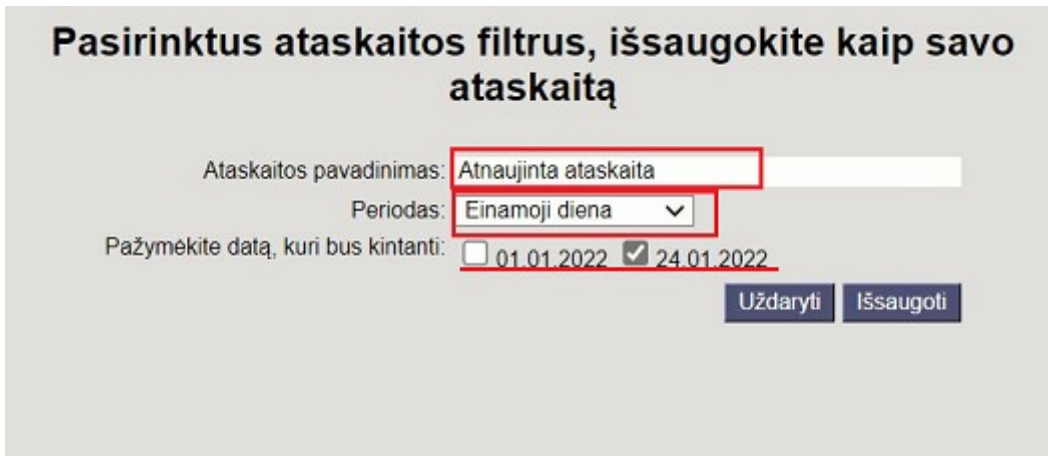 Pasirinktus ataskaitos filtrus, išsaugokite kaip savo
ataskaitą
Ataskaitos pavadinimas: Atnaujinta ataskaita
Periodas: Einamoji diena
Pažymėkite datą, kuri bus kintanti: 01.01.2022 24.01.2022
Uždaryti Išsaugoti